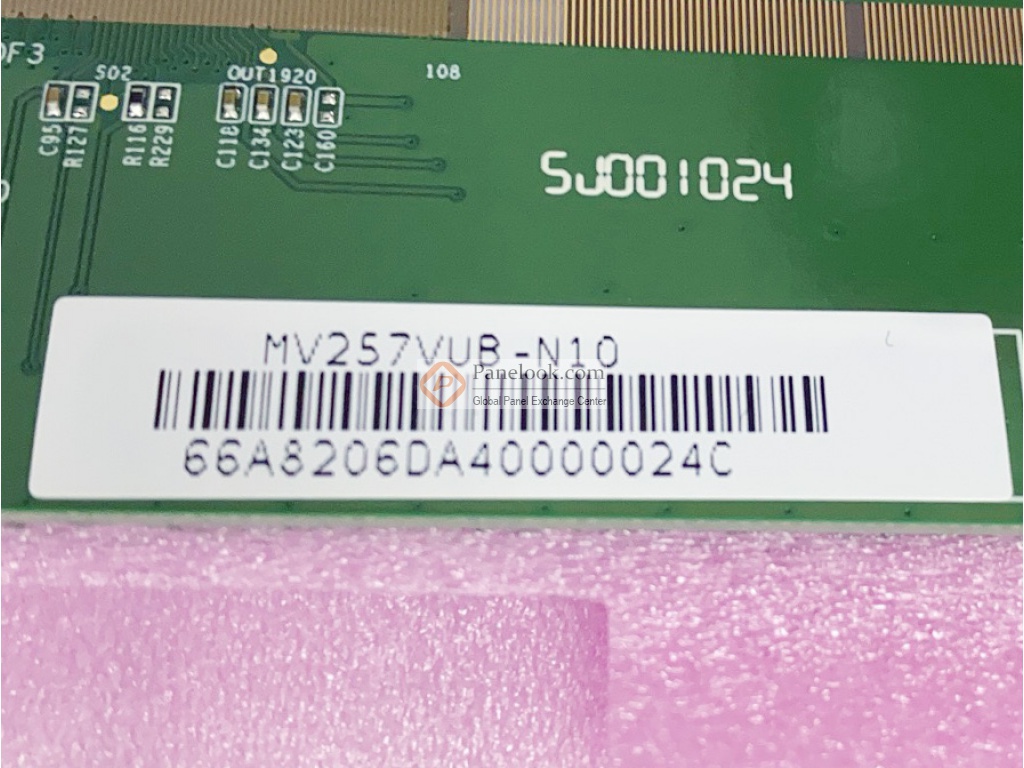 DF3
S02
OUT1920
108
C95
R127
R116
R229
C118
C134
C123
C160
SJ001024
MV257VUB-N10
Panelook.com
Global Panel Exchange Center
66A8206DA40000024C